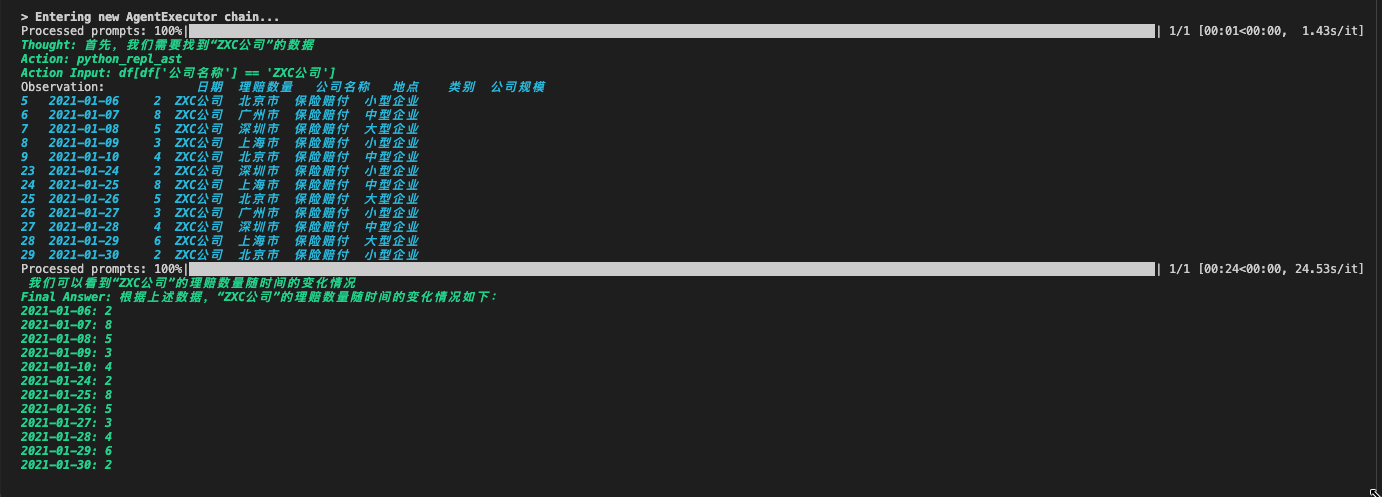 > Entering new AgentExecutor chain...
Processed prompts: 100%| | 1/1 [00:01<00:00,  1.43s/it]
Thought: 首先，我们需要找到“ZXC公司”的数据
Action: python_repl_ast
Action Input: df[df['公司名称'] == 'ZXC公司']
Observation:             日期  理赔数量   公司名称   地点    类别  公司规模
5   2021-01-06     2  ZXC公司  北京市  保险赔付  小型企业
6   2021-01-07     8  ZXC公司  广州市  保险赔付  中型企业
7   2021-01-08     5  ZXC公司  深圳市  保险赔付  大型企业
8   2021-01-09     3  ZXC公司  上海市  保险赔付  小型企业
9   2021-01-10     4  ZXC公司  北京市  保险赔付  中型企业
23  2021-01-24     2  ZXC公司  深圳市  保险赔付  小型企业
24  2021-01-25     8  ZXC公司  上海市  保险赔付  中型企业
25  2021-01-26     5  ZXC公司  北京市  保险赔付  大型企业
26  2021-01-27     3  ZXC公司  广州市  保险赔付  小型企业
27  2021-01-28     4  ZXC公司  深圳市  保险赔付  中型企业
28  2021-01-29     6  ZXC公司  上海市  保险赔付  大型企业
29  2021-01-30     2  ZXC公司  北京市  保险赔付  小型企业
Processed prompts: 100%| | 1/1 [00:24<00:00, 24.53s/it]
我们可以看到“ZXC公司”的理赔数量随时间的变化情况
Final Answer: 根据上述数据，“ZXC公司”的理赔数量随时间的变化情况如下：
2021-01-06: 2
2021-01-07: 8
2021-01-08: 5
2021-01-09: 3
2021-01-10: 4
2021-01-24: 2
2021-01-25: 8
2021-01-26: 5
2021-01-27: 3
2021-01-28: 4
2021-01-29: 6
2021-01-30: 2